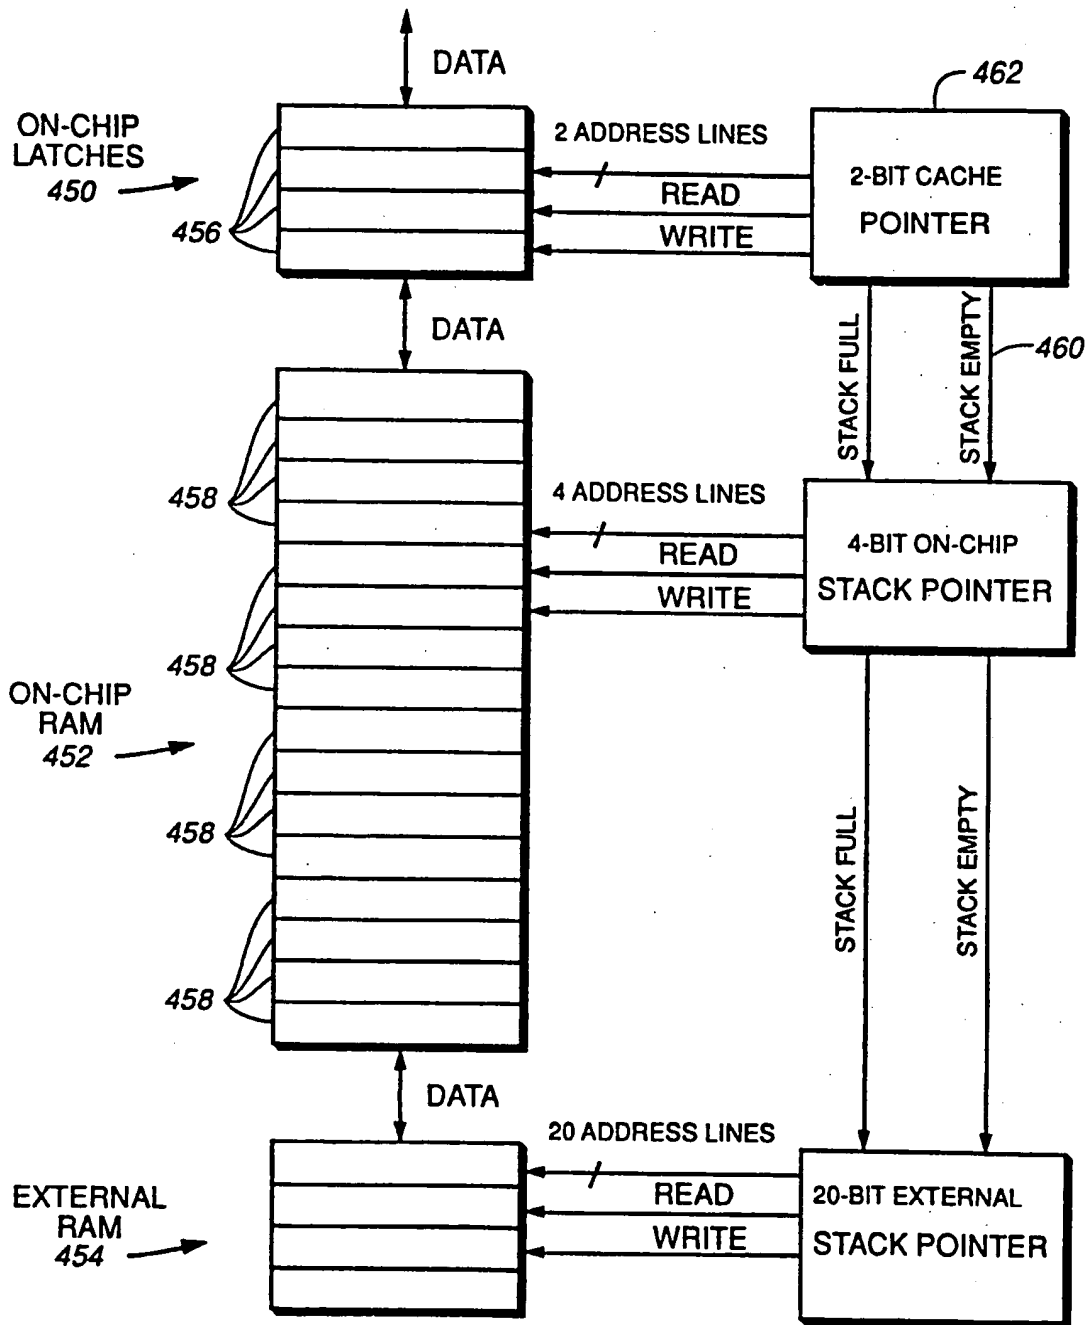 DATA
462
ON-CHIP
LATCHES
450
456
2 ADDRESS LINES
READ
WRITE
2-BIT CACHE
POINTER
DATA
STACK FULL
STACK EMPTY
460
458
458
458
458
ON-CHIP
RAM
452
4 ADDRESS LINES
READ
WRITE
4-BIT ON-CHIP
STACK POINTER
STACK FULL
STACK EMPTY
DATA
EXTERNAL
RAM
454
20 ADDRESS LINES
READ
WRITE
20-BIT EXTERNAL
STACK POINTER